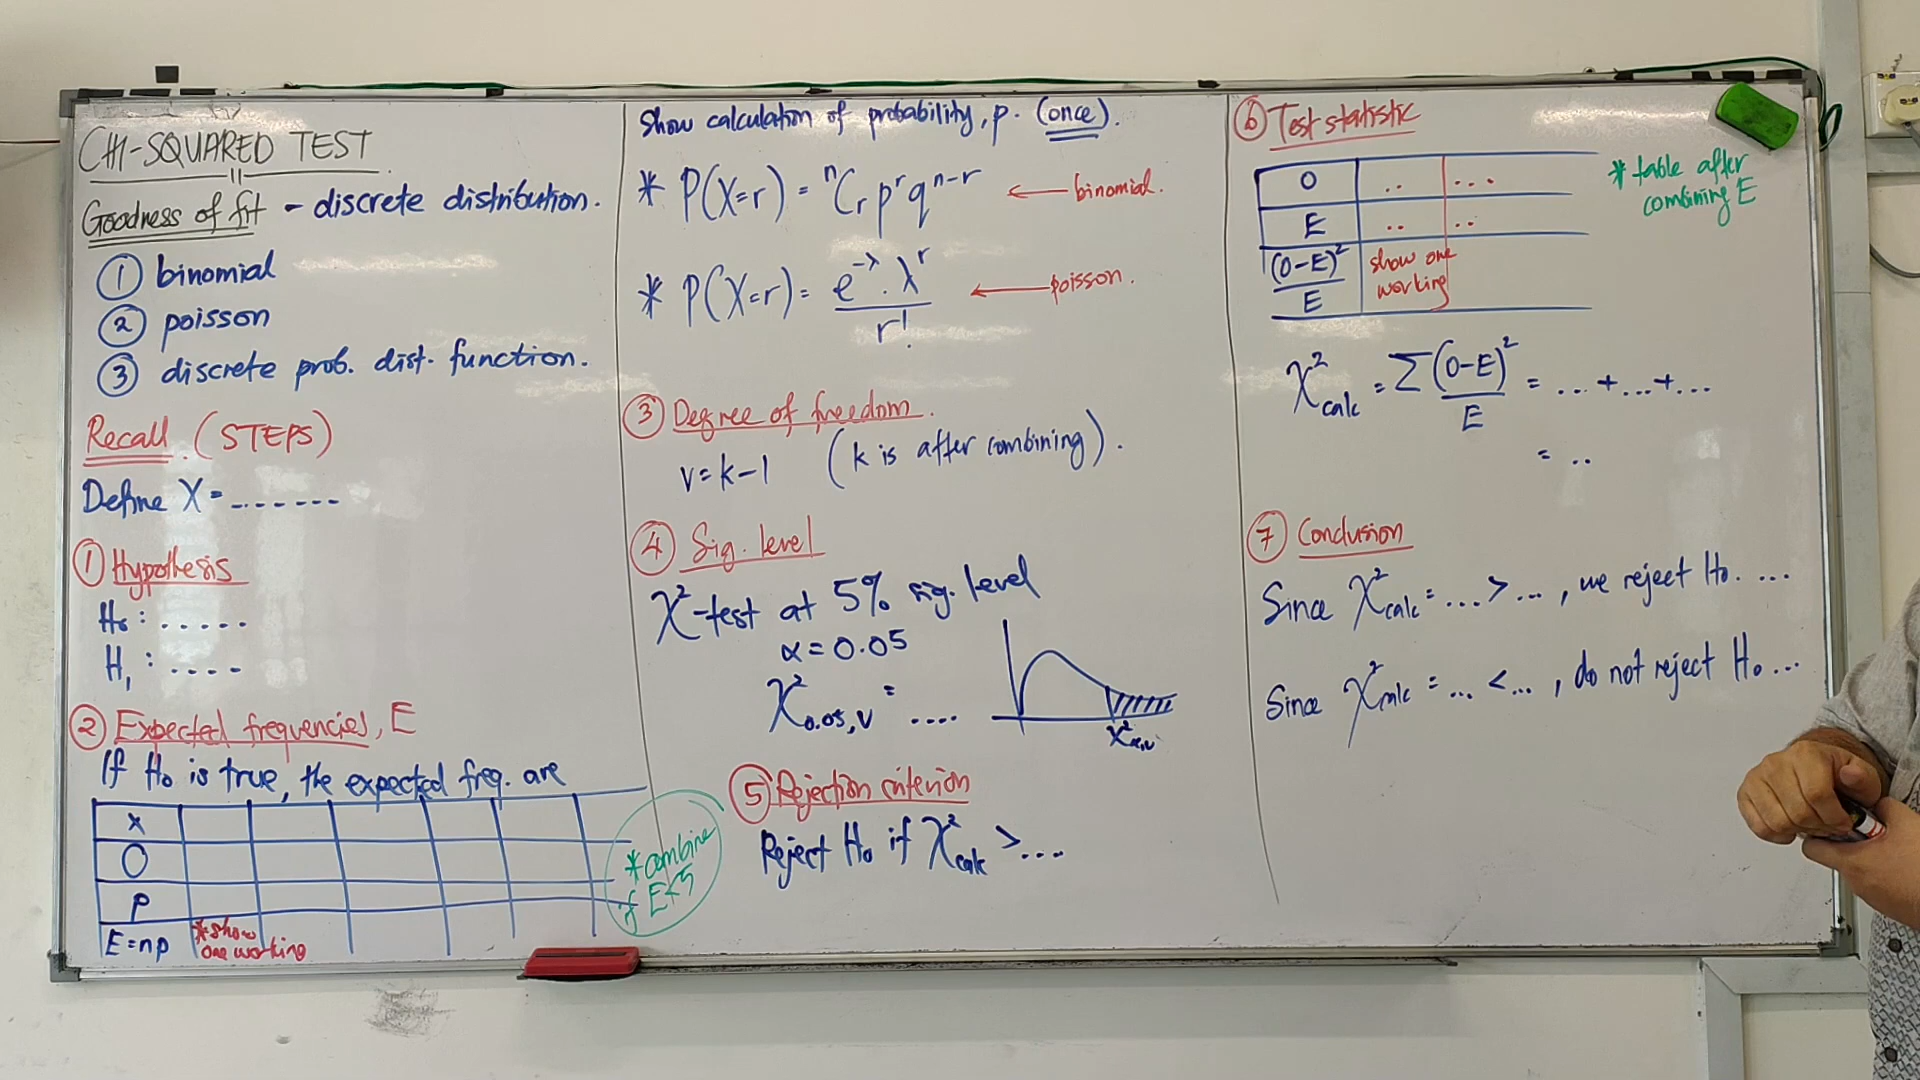 CHI-SQUARED TEST
Goodness of fit - discrete distribution.
① binomial
② poisson
③ discrete prob. dist. function.
Recall. (STEPS)
Define X = .......
① Hypothesis
H₀ : .....
H₁ : ....
② Expected frequencies, E
If H₀ is true, the expected freq. are
x
O
p
E = np *show one working
*combine if E<5
Show calculation of probability, p. (once).
* P(X=r) = ⁿCᵣ pʳ qⁿ⁻ʳ ← binomial.
* P(X=r) = e^-λ . λ^r / r! ← poisson.
③ Degree of freedom.
v = k-1 (k is after combining).
④ Sig. level
χ²-test at 5% sig. level
α = 0.05
χ²0.05, v = ....
χ²α,v
⑤ Rejection criterion
Reject H₀ if χ²calc > ....
⑥ Test statistic
O .. ...
E .. ..
(O-E)²/E show one working
* table after combining E
χ²calc = Σ (O-E)²/E = ... + ... + ...
= ..
⑦ Conclusion
Since χ²calc = ... > ... , we reject H₀. ...
Since χ²calc = ... < ... , do not reject H₀ ...